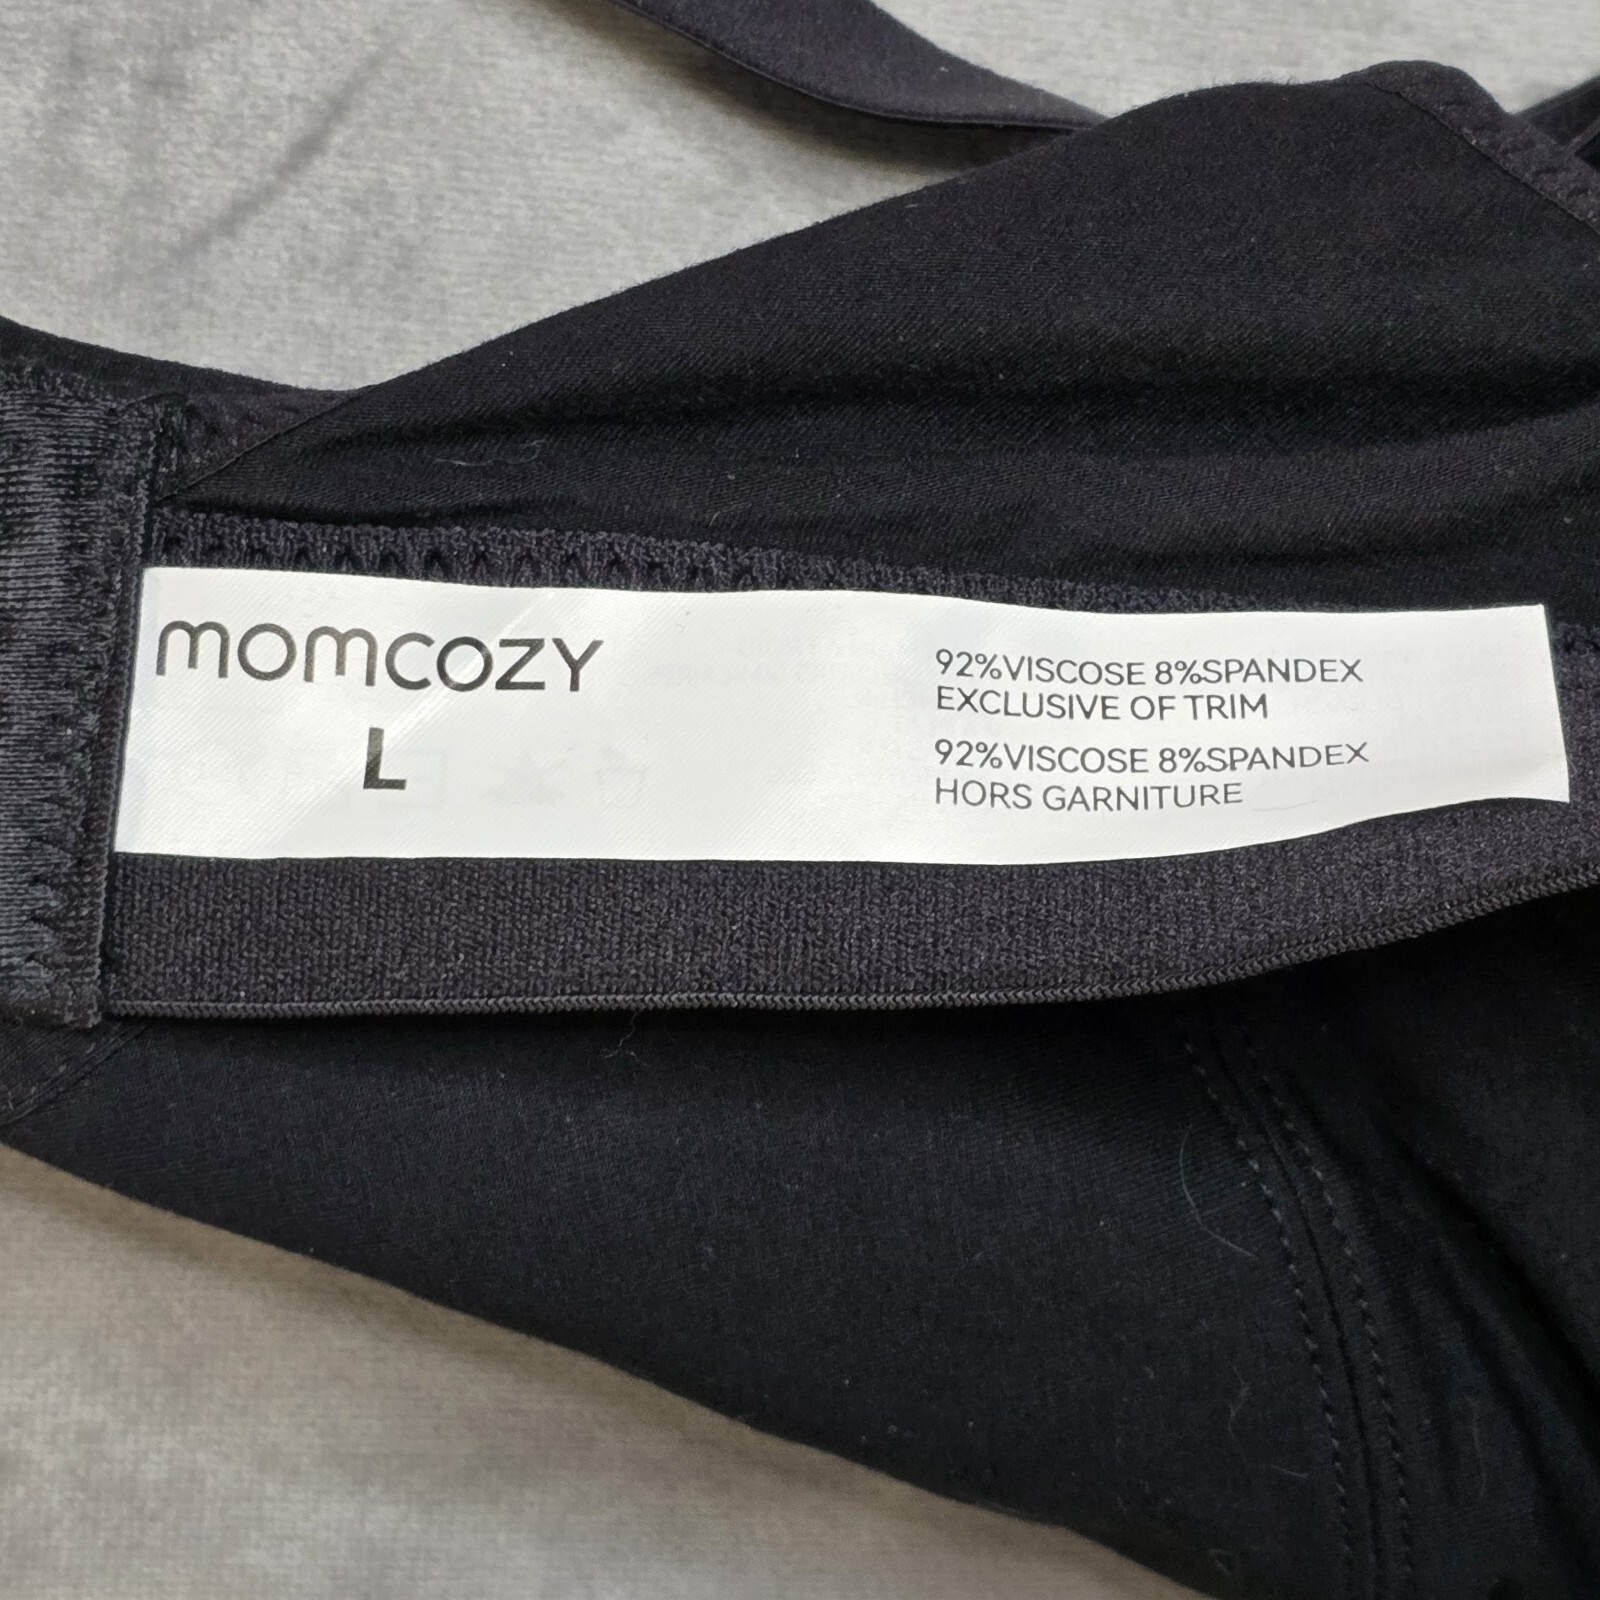 momcozy
L
92%VISCOSE 8%SPANDEX
EXCLUSIVE OF TRIM
92%VISCOSE 8%SPANDEX
HORS GARNITURE